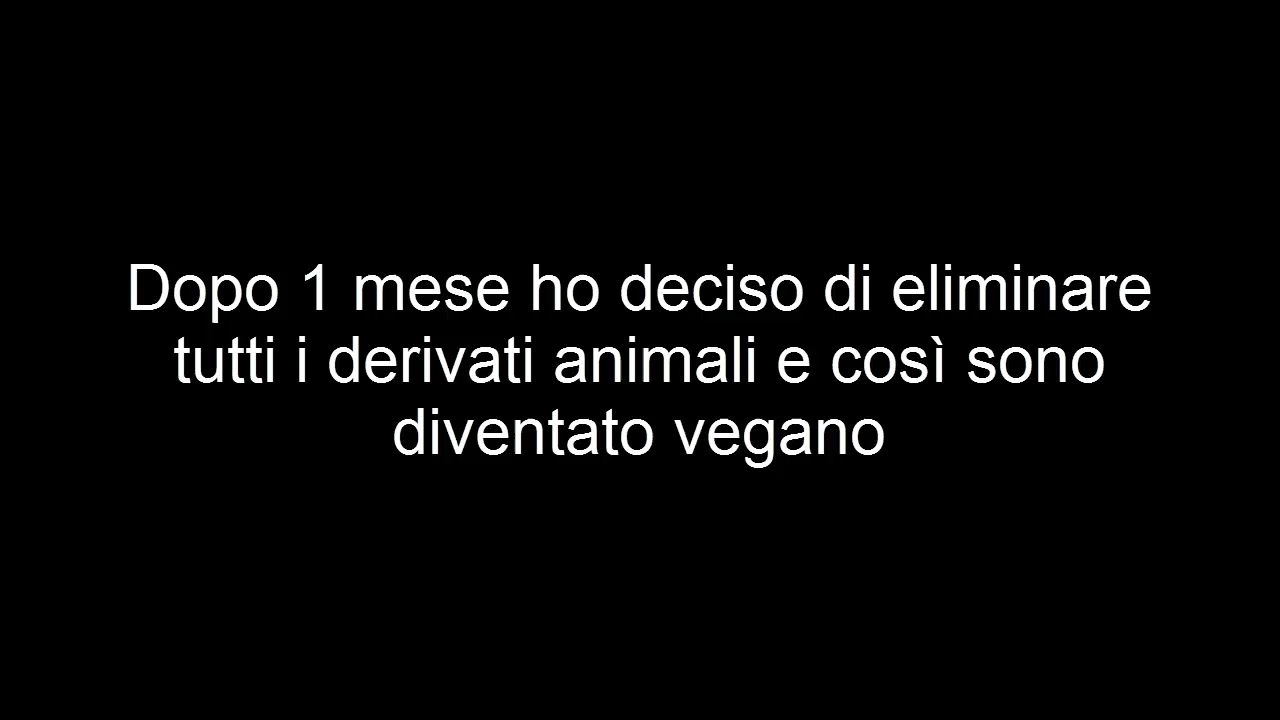 Dopo 1 mese ho deciso di eliminare
tutti i derivati animali e così sono
diventato vegano